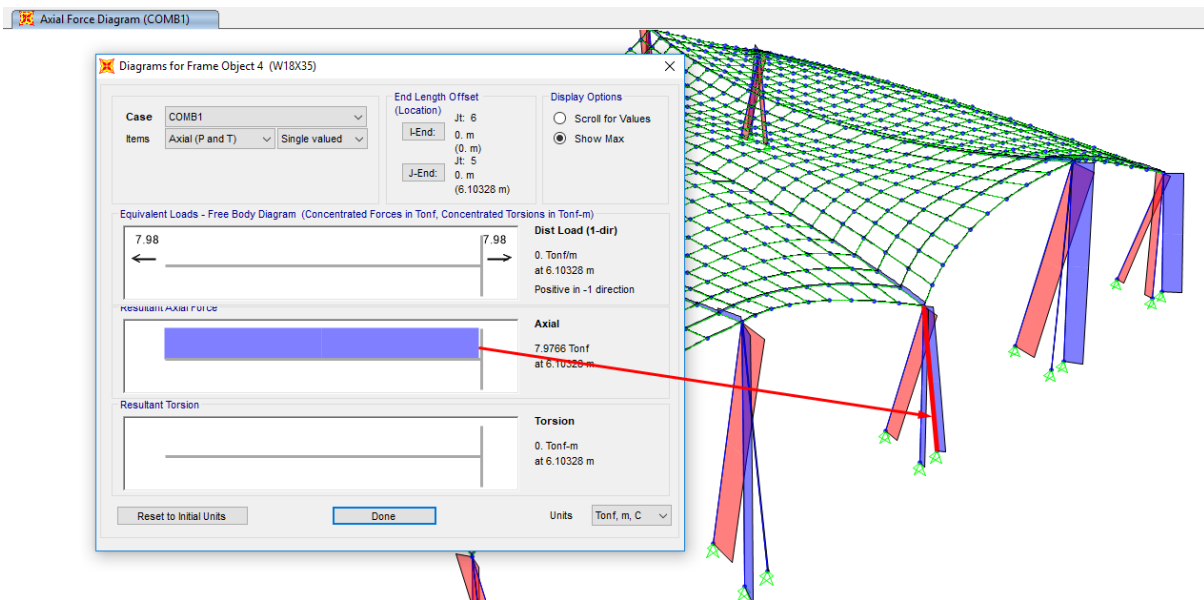 Axial Force Diagram (COMB1)
Diagrams for Frame Object 4 (W18X35)
Case COMB1
Items Axial (P and T) Single valued
End Length Offset
(Location)
Jt: 6
I-End: 0. m
(0. m)
Jt: 5
J-End: 0. m
(6.10328 m)
Display Options
Scroll for Values
Show Max
Equivalent Loads - Free Body Diagram (Concentrated Forces in Tonf, Concentrated Torsions in Tonf-m)
7.98 7.98
Dist Load (1-dir)
0. Tonf/m
at 6.10328 m
Positive in -1 direction
Resultant Axial Force
Axial
7.9766 Tonf
at 6.10328 m
Resultant Torsion
Torsion
0. Tonf-m
at 6.10328 m
Reset to Initial Units Done Units Tonf, m, C